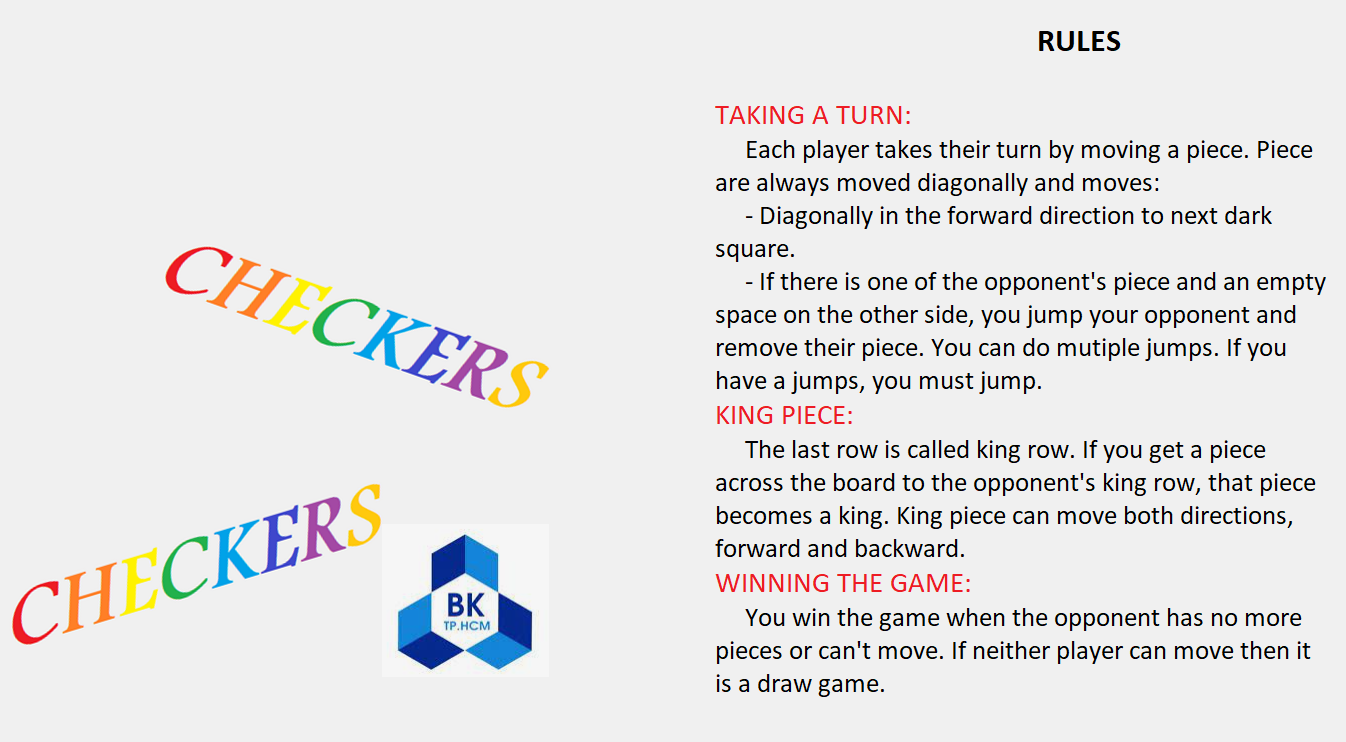 CHECKERS
CHECKERS
BK
TP.HCM
RULES
TAKING A TURN:
Each player takes their turn by moving a piece. Piece
are always moved diagonally and moves:
- Diagonally in the forward direction to next dark
square.
- If there is one of the opponent's piece and an empty
space on the other side, you jump your opponent and
remove their piece. You can do mutiple jumps. If you
have a jumps, you must jump.
KING PIECE:
The last row is called king row. If you get a piece
across the board to the opponent's king row, that piece
becomes a king. King piece can move both directions,
forward and backward.
WINNING THE GAME:
You win the game when the opponent has no more
pieces or can't move. If neither player can move then it
is a draw game.